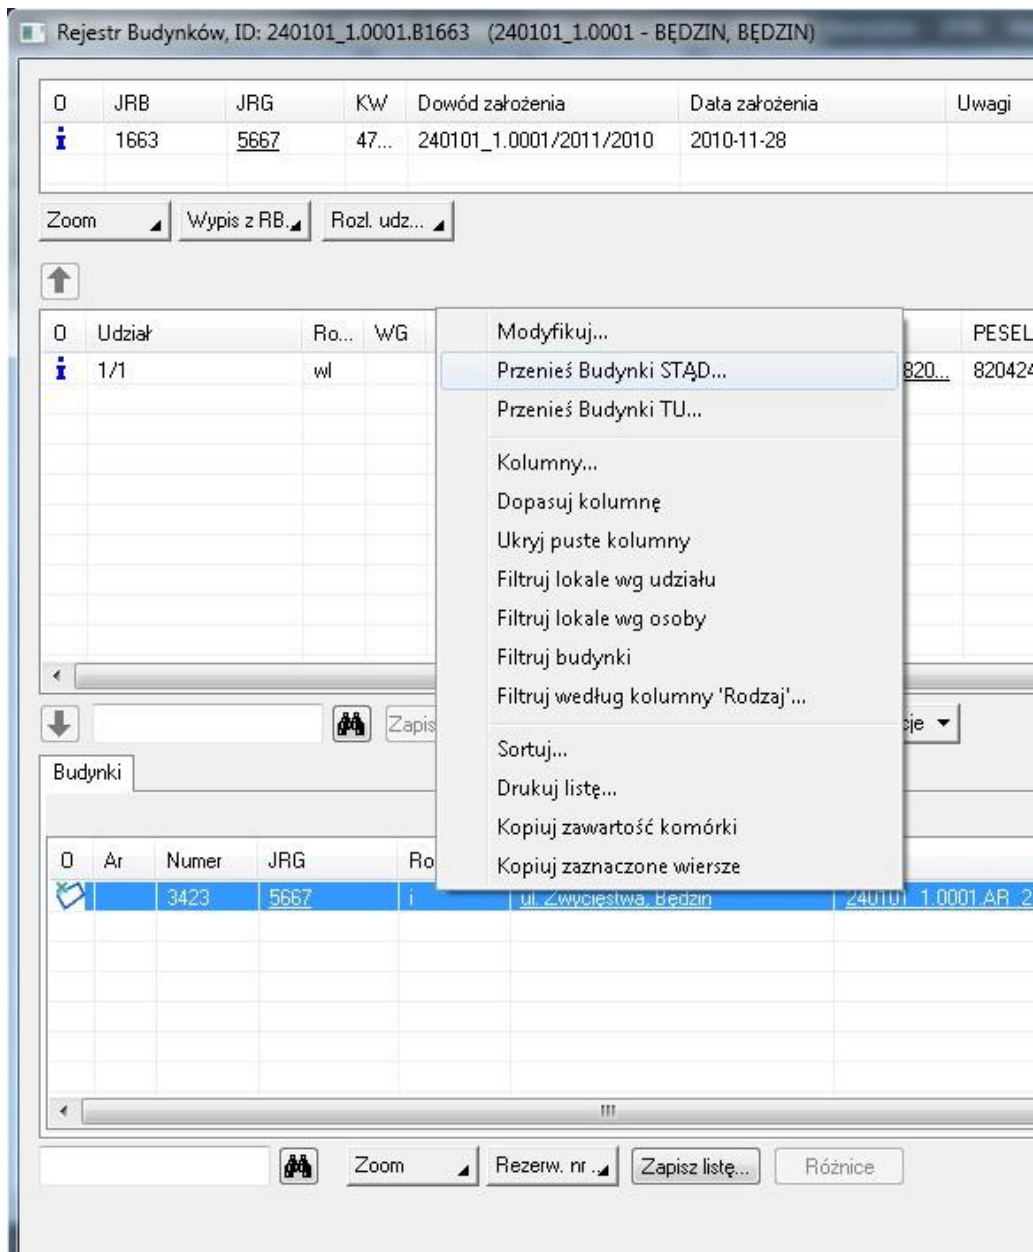 Rejestr Budynków, ID: 240101_1.0001.B1663 (240101_1.0001 - BĘDZIN, BĘDZIN)
O JRB JRG KW Dowód założenia Data założenia Uwagi
1663 5667 47... 240101_1.0001/2011/2010 2010-11-28
Zoom Wypis z RB. Rozl. udz...
O Udział Ro... WG PESEL
1/1 wl 820... 820424
Modyfikuj...
Przenieś Budynki STĄD...
Przenieś Budynki TU...
Kolumny...
Dopasuj kolumnę
Ukryj puste kolumny
Filtruj lokale wg udziału
Filtruj lokale wg osoby
Filtruj budynki
Filtruj według kolumny 'Rodzaj'...
Sortuj...
Drukuj listę...
Kopiuj zawartość komórki
Kopiuj zaznaczone wiersze
Zapis cje
Budynki
O Ar Numer JRG Ro
3423 5667 i ul. Zwycięstwa, Będzin 240101_1.0001.AR_2
Zoom Rezerw. nr . Zapisz listę... Różnice